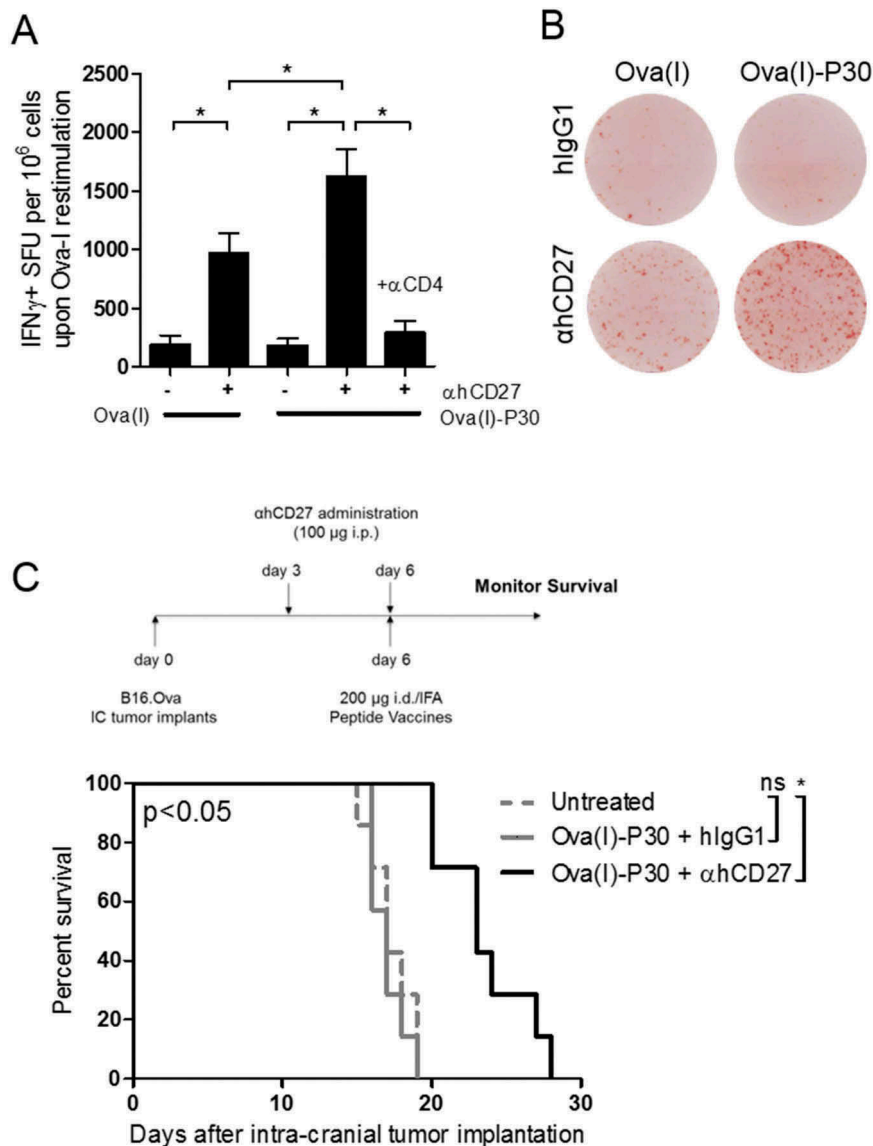 A
IFNγ+ SFU per 10⁶ cells
upon Ova-I restimulation
2500
2000
1500
1000
500
0
*
* * *
+αCD4
- + - + + αhCD27
Ova(I) Ova(I)-P30
B
Ova(I) Ova(I)-P30
hIgG1
αhCD27
C
αhCD27 administration
(100 µg i.p.)
day 3 day 6
Monitor Survival
day 0 day 6
B16.Ova 200 µg i.d./IFA
IC tumor implants Peptide Vaccines
Percent survival
100
80
60
40
20
0
p<0.05
ns *
Untreated
Ova(I)-P30 + hIgG1
Ova(I)-P30 + αhCD27
0 10 20 30
Days after intra-cranial tumor implantation